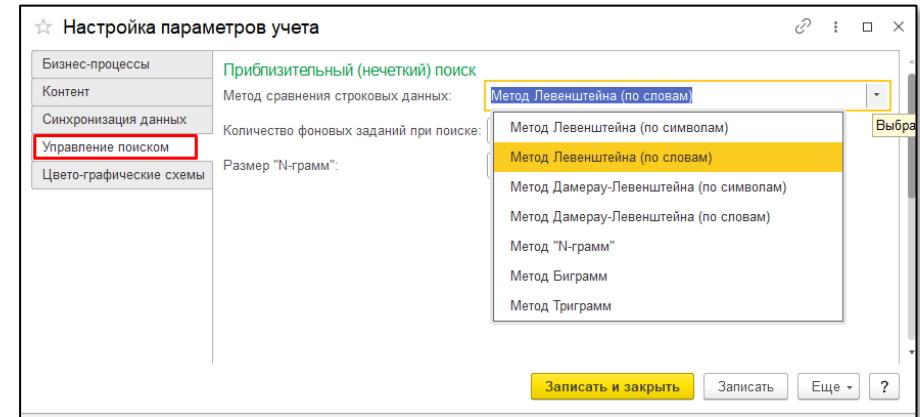 Настройка параметров учета
Бизнес-процессы
Контент
Синхронизация данных
Управление поиском
Цвето-графические схемы
Приблизительный (нечеткий) поиск
Метод сравнения строковых данных: Метод Левенштейна (по словам)
Количество фоновых заданий при поиске:
Размер "N-грамм":
Метод Левенштейна (по символам)
Метод Левенштейна (по словам)
Метод Дамерау-Левенштейна (по символам)
Метод Дамерау-Левенштейна (по словам)
Метод "N-грамм"
Метод Биграмм
Метод Триграмм
Выбра
Записать и закрыть Записать Еще ?